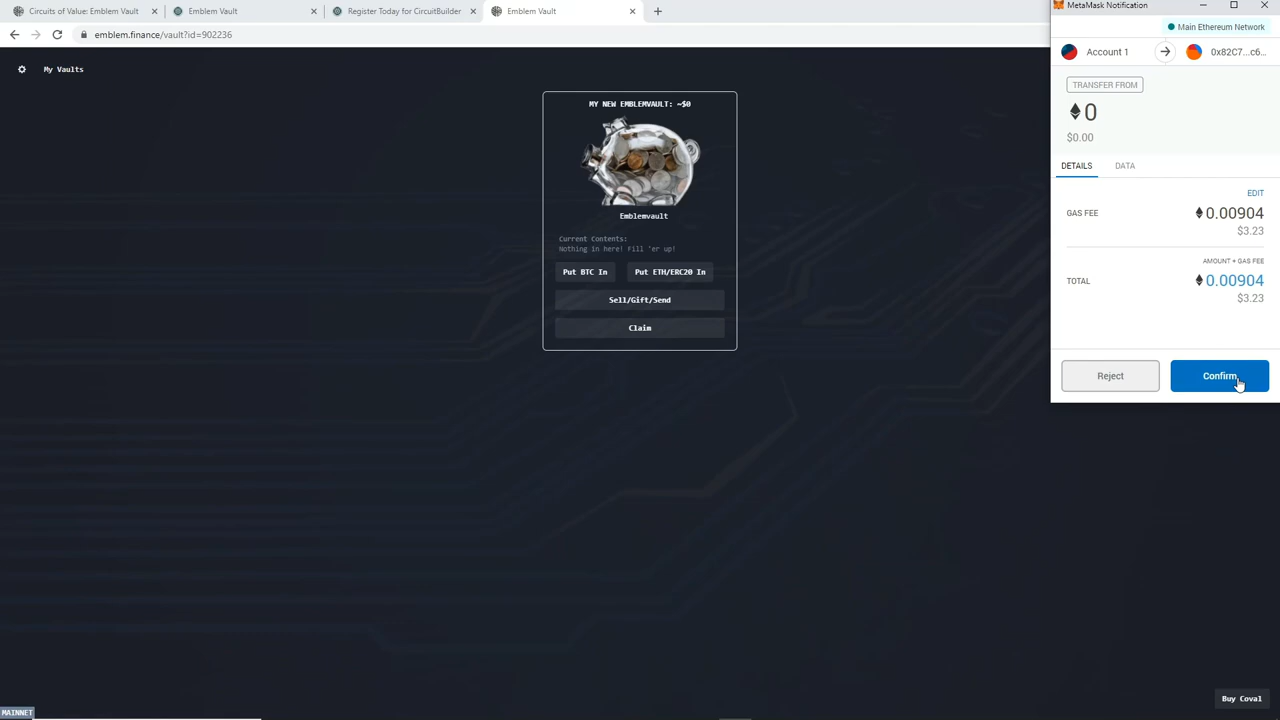 Circuits of Value: Emblem Vault
Emblem Vault
Register Today for CircuitBuilder
Emblem Vault
emblem.finance/vault?id=902236
My Vaults
MY NEW EMBLEMVAULT: ~$0
Emblemvault
Current Contents:
Nothing in here! Fill 'er up!
Put BTC In
Put ETH/ERC20 In
Sell/Gift/Send
Claim
MetaMask Notification
Main Ethereum Network
Account 1
0x82C7...c6...
TRANSFER FROM
0
$0.00
DETAILS
DATA
EDIT
GAS FEE
0.00904
$3.23
AMOUNT + GAS FEE
TOTAL
0.00904
$3.23
Reject
Confirm
Buy Coval
MAINNET